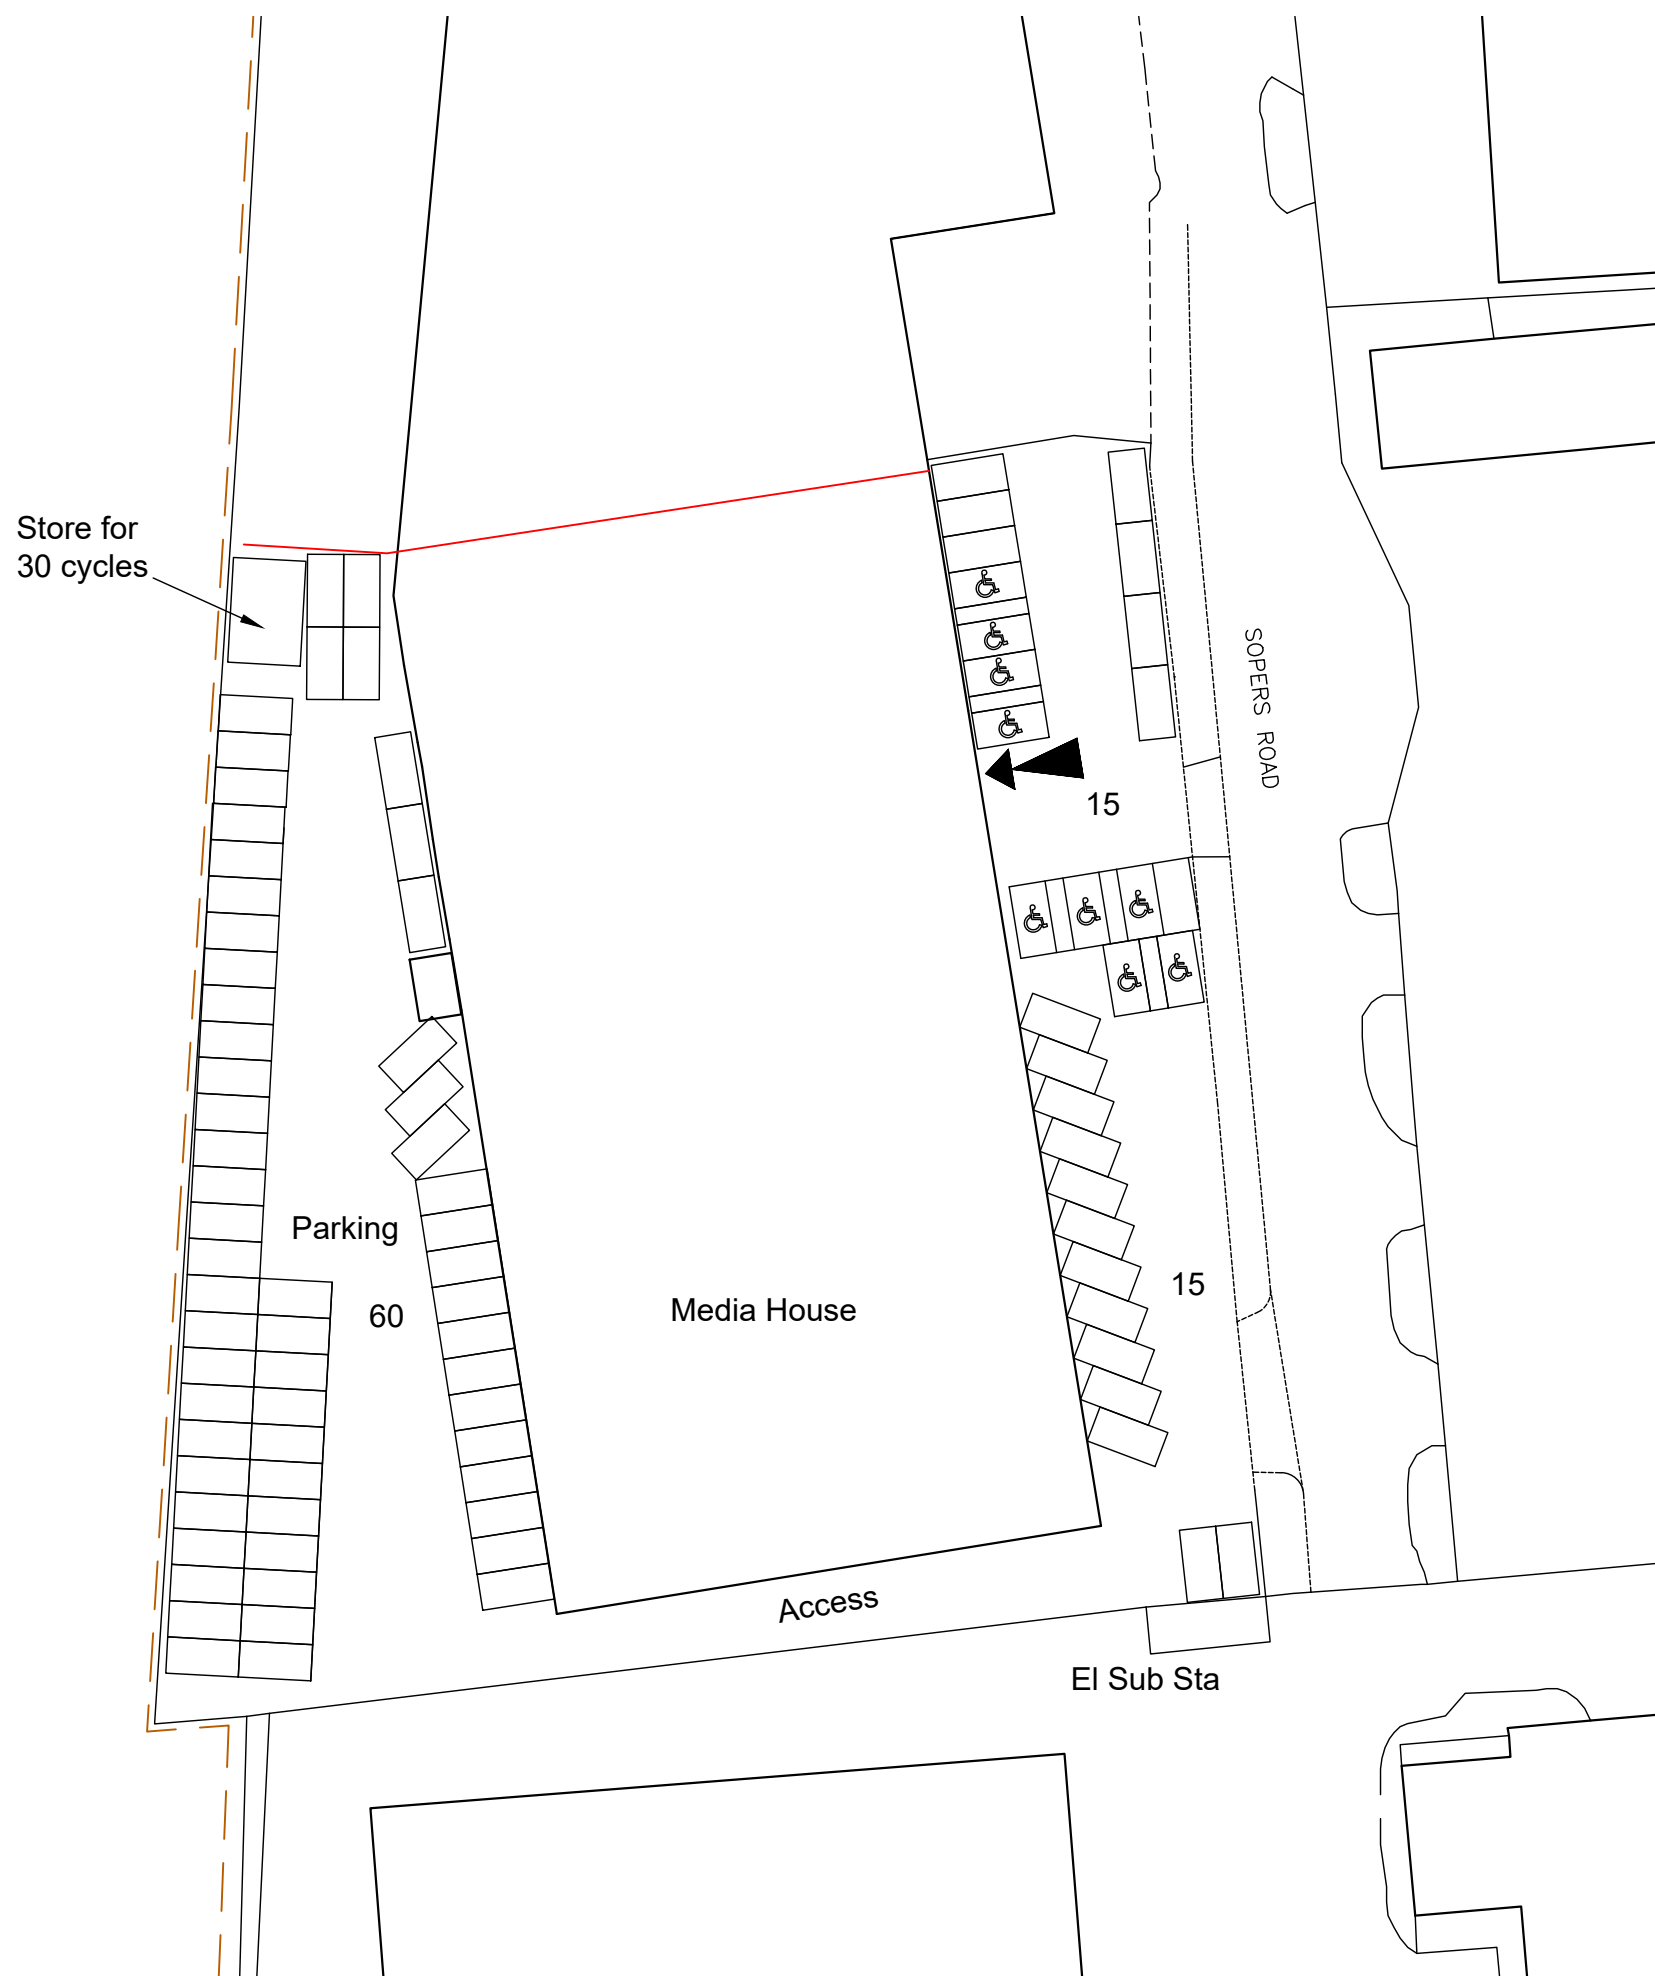 Store for
30 cycles
SOPERS ROAD
15
Parking
60
Media House
15
Access
El Sub Sta